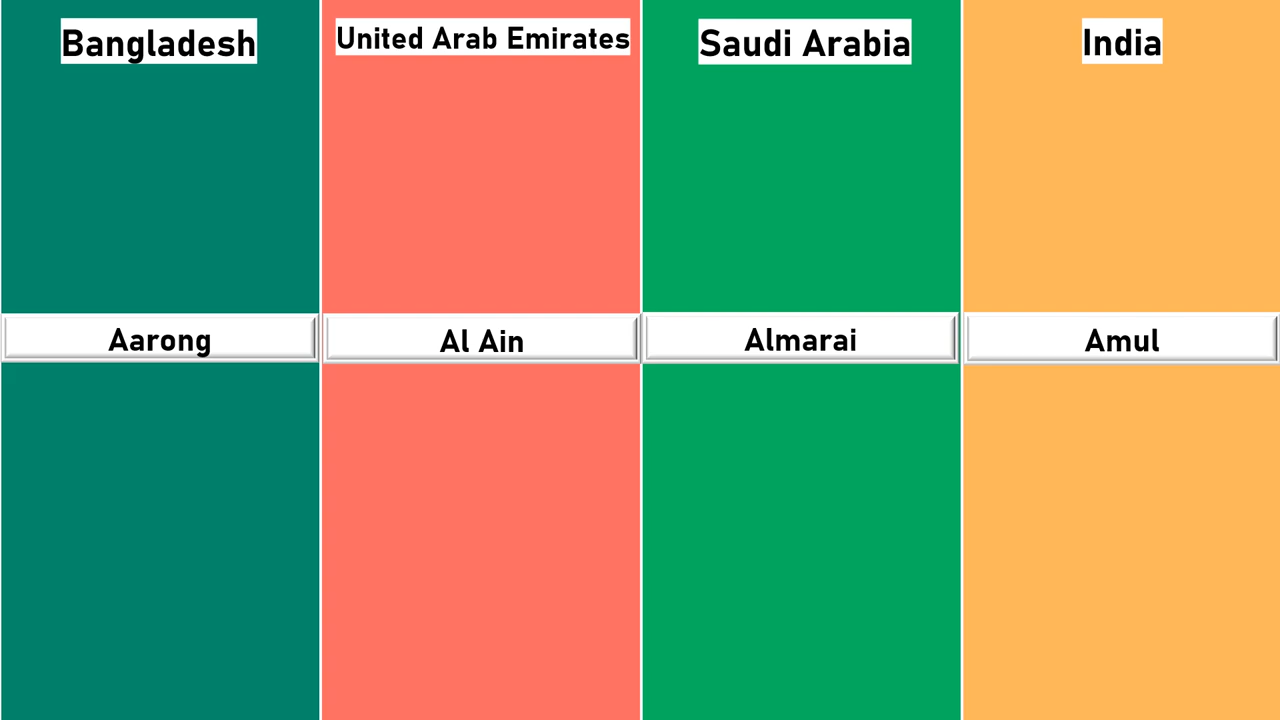 Bangladesh
United Arab Emirates
Saudi Arabia
India
Aarong
Al Ain
Almarai
Amul